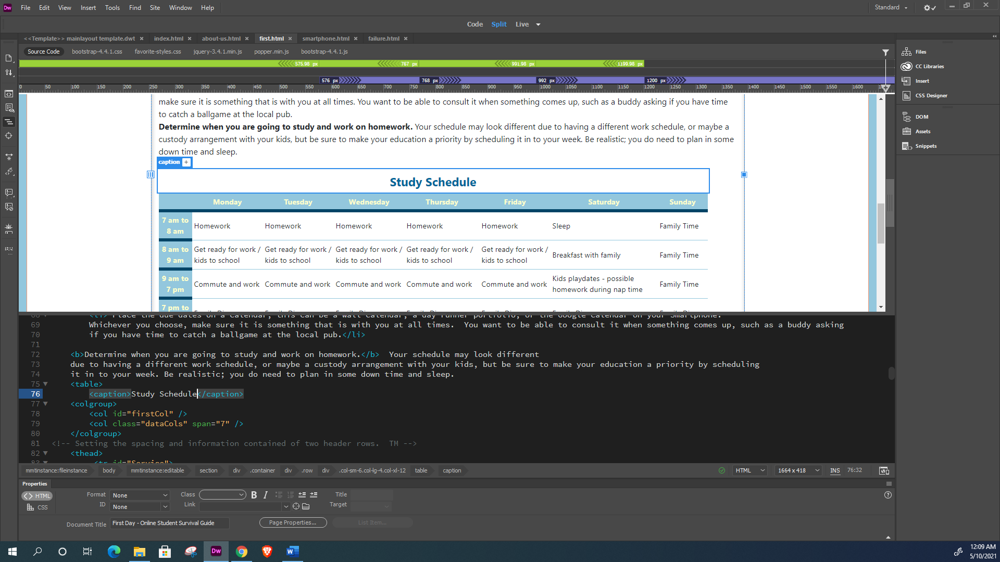 Dw File Edit View Insert Tools Find Site Window Help Standard
Code Split Live
<<Template>> mainlayout template.dwt × index.html × about-us.html × first.html × smartphone.html × failure.html ×
Source Code bootstrap-4.4.1.css favorite-styles.css jquery-3.4.1.min.js popper.min.js bootstrap-4.4.1.js
575.98 px 767 px 991.98 px 1199.98 px
576 px 768 px 992 px 1200 px
0 50 100 150 200 250 300 350 400 450 500 550 600 650 700 750 800 850 900 950 1000 1050 1100 1150 1200 1250 1300 1350 1400 1450 1500 1550 1600
make sure it is something that is with you at all times. You want to be able to consult it when something comes up, such as a buddy asking if you have time
to catch a ballgame at the local pub.
Determine when you are going to study and work on homework. Your schedule may look different due to having a different work schedule, or maybe a
custody arrangement with your kids, but be sure to make your education a priority by scheduling it in to your week. Be realistic; you do need to plan in some
down time and sleep.
caption +
Study Schedule
Monday Tuesday Wednesday Thursday Friday Saturday Sunday
7 am to 8 am Homework Homework Homework Homework Homework Sleep Family Time
8 am to 9 am Get ready for work / kids to school Get ready for work / kids to school Get ready for work / kids to school Get ready for work / kids to school Get ready for work / kids to school Breakfast with family Family Time
9 am to 7 pm Commute and work Commute and work Commute and work Commute and work Commute and work Kids playdates - possible homework during nap time Family Time
7 pm to
68 <li> Place the due dates on a calendar, this can be a wall calendar, a day runner portfolio, or the Google Calendar on your smartphone.
69 Whichever you choose, make sure it is something that is with you at all times.  You want to be able to consult it when something comes up, such as a buddy asking
70 if you have time to catch a ballgame at the local pub.</li>
71
72 <b>Determine when you are going to study and work on homework.</b>  Your schedule may look different
73 due to having a different work schedule, or maybe a custody arrangement with your kids, but be sure to make your education a priority by scheduling
74 it in to your week. Be realistic; you do need to plan in some down time and sleep.
75 <table>
76 <caption>Study Schedule</caption>
77 <colgroup>
78 <col id="firstCol" />
79 <col class="dataCols" span="7" />
80 </colgroup>
81 <!-- Setting the spacing and information contained of two header rows.  TM -->
82 <thead>
83 <tr id="Service">
mmtinstance:fileinstance body mmtinstance:editable section div .container div .row div .col-sm-6.col-lg-4.col-xl-12 table caption HTML 1664 x 418 INS 76:32
Properties
<> HTML Format None Class B I Title
CSS ID None Link Target
Document Title First Day - Online Student Survival Guide Page Properties... List Item...
Files
CC Libraries
Insert
CSS Designer
DOM
Assets
Snippets
Dw
12:09 AM
5/10/2021